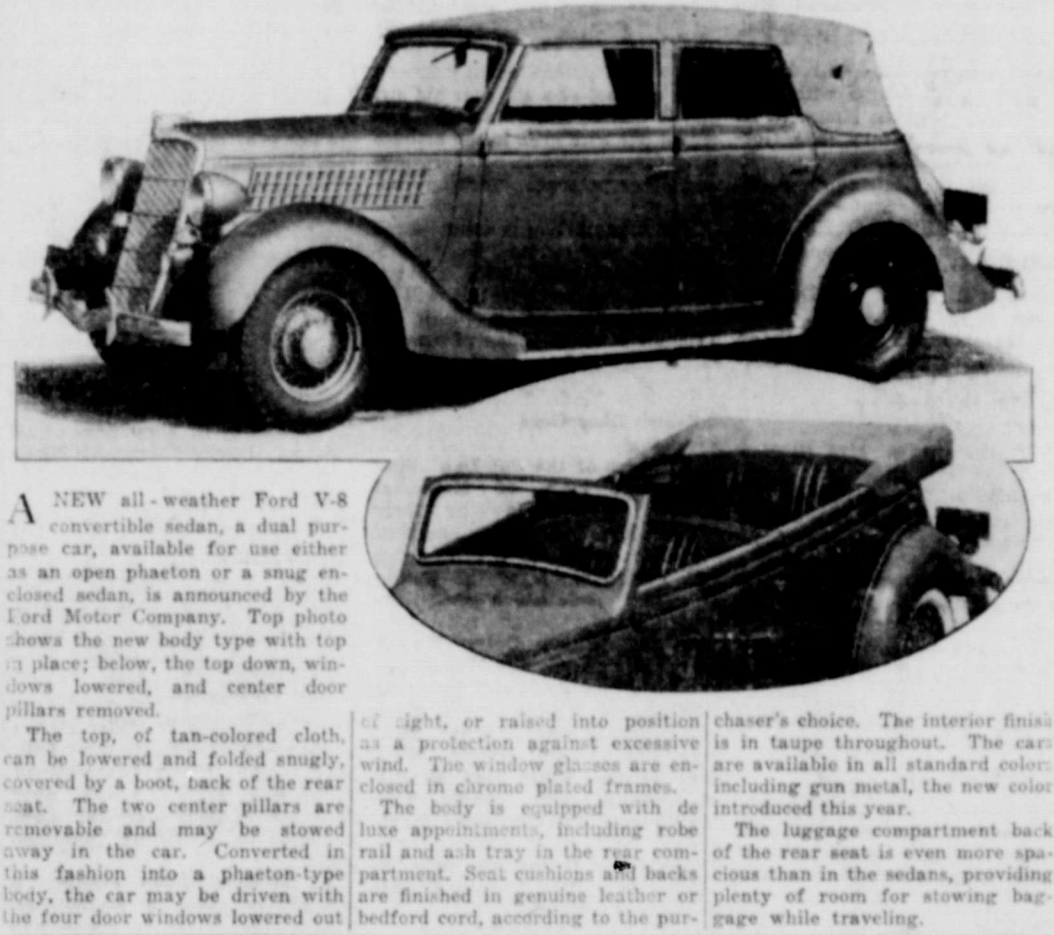 A NEW all-weather Ford V-8
convertible sedan, a dual pur-
pose car, available for use either
as an open phaeton or a snug en-
closed sedan, is announced by the
Ford Motor Company. Top photo
shows the new body type with top
in place; below, the top down, win-
dows lowered, and center door
pillars removed.
The top, of tan-colored cloth,
can be lowered and folded snugly,
covered by a boot, back of the rear
seat. The two center pillars are
removable and may be stowed
away in the car. Converted in
this fashion into a phaeton-type
body, the car may be driven with
the four door windows lowered out
of sight, or raised into position
as a protection against excessive
wind. The window glasses are en-
closed in chrome plated frames.
The body is equipped with de
luxe appointments, including robe
rail and ash tray in the rear com-
partment. Seat cushions and backs
are finished in genuine leather or
bedford cord, according to the pur-
chaser's choice. The interior finish
is in taupe throughout. The cars
are available in all standard colors
including gun metal, the new color
introduced this year.
The luggage compartment back
of the rear seat is even more spa-
cious than in the sedans, providing
plenty of room for stowing bag-
gage while traveling.